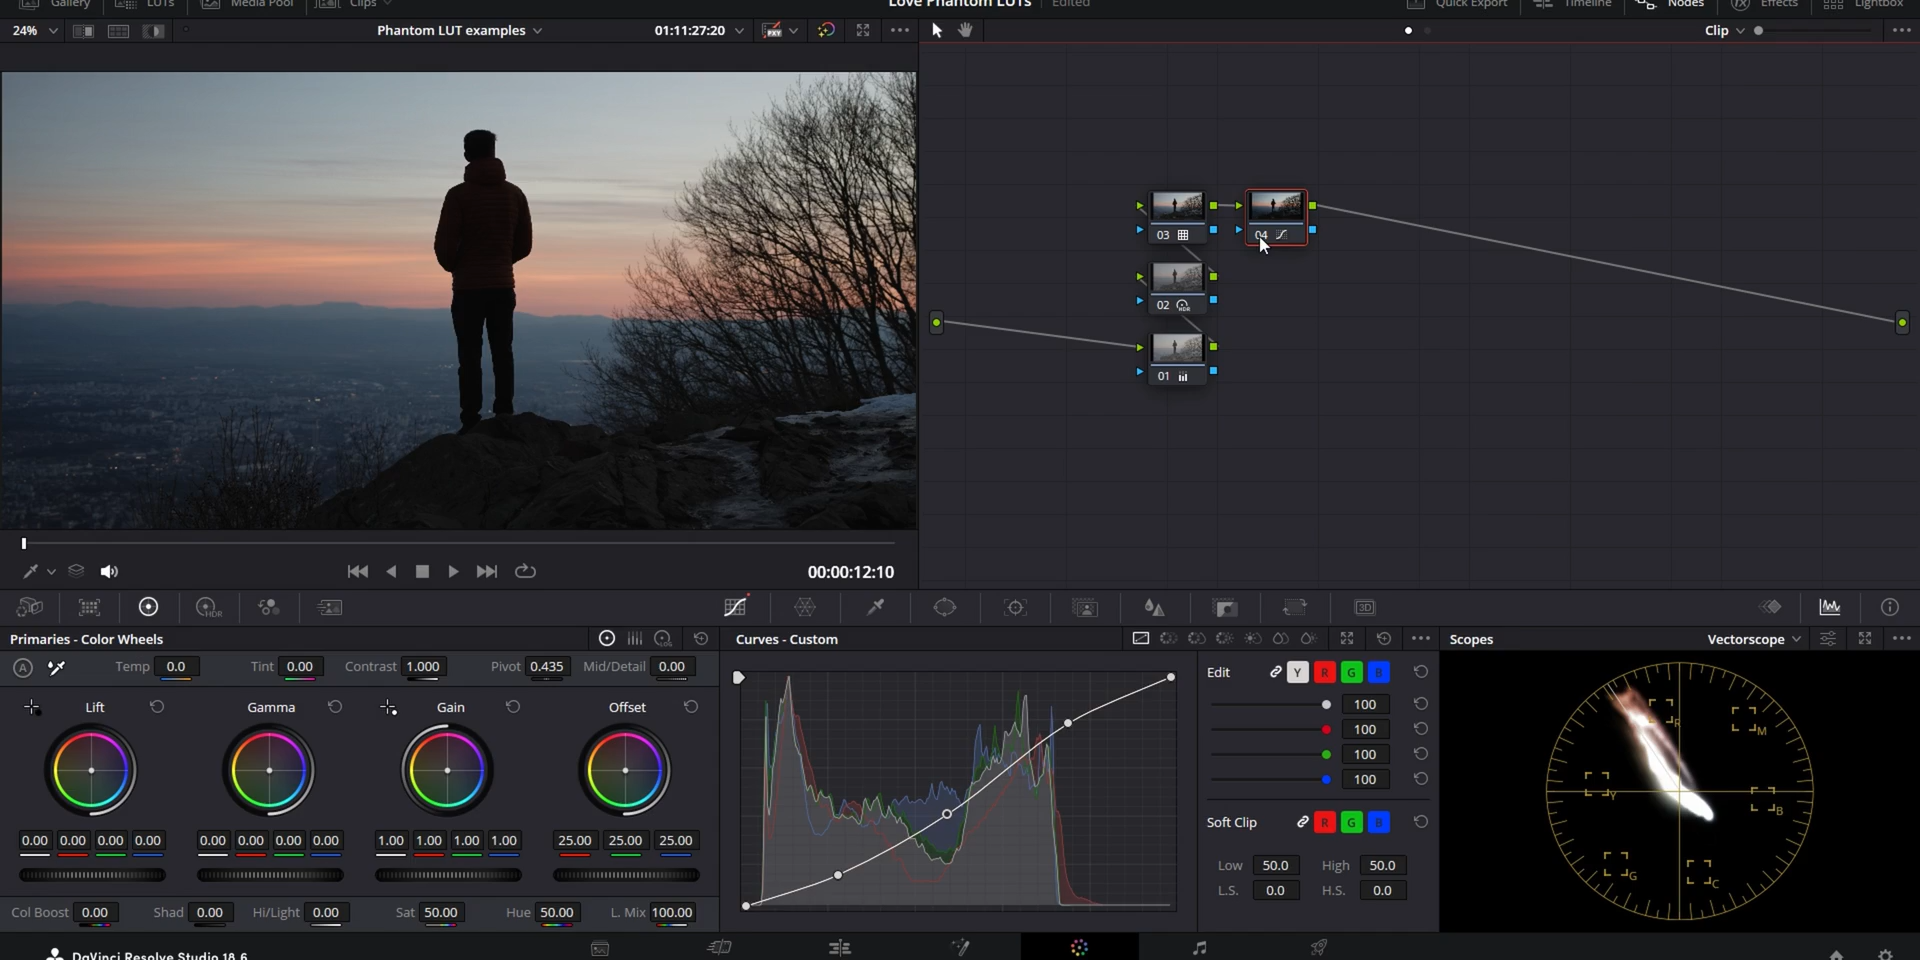 Gallery LUTs Media Pool Clips Love Phantom LUTs Edited Quick Export Timeline Nodes Effects Lightbox
24% Phantom LUT examples 01:11:27:20 PXY Clip
03 04
02 HDR
01
00:00:12:10
HDR 3D
Primaries - Color Wheels LOG Curves - Custom Scopes Vectorscope
A Temp 0.0 Tint 0.00 Contrast 1.000 Pivot 0.435 Mid/Detail 0.00 Edit Y R G B
Lift Gamma Gain Offset
100
100
100
100
R M
Y B
G C
Soft Clip R G B
0.00 0.00 0.00 0.00 0.00 0.00 0.00 0.00 1.00 1.00 1.00 1.00 25.00 25.00 25.00
Low 50.0 High 50.0
L.S. 0.0 H.S. 0.0
Col Boost 0.00 Shad 0.00 Hi/Light 0.00 Sat 50.00 Hue 50.00 L. Mix 100.00
DaVinci Resolve Studio 18.6